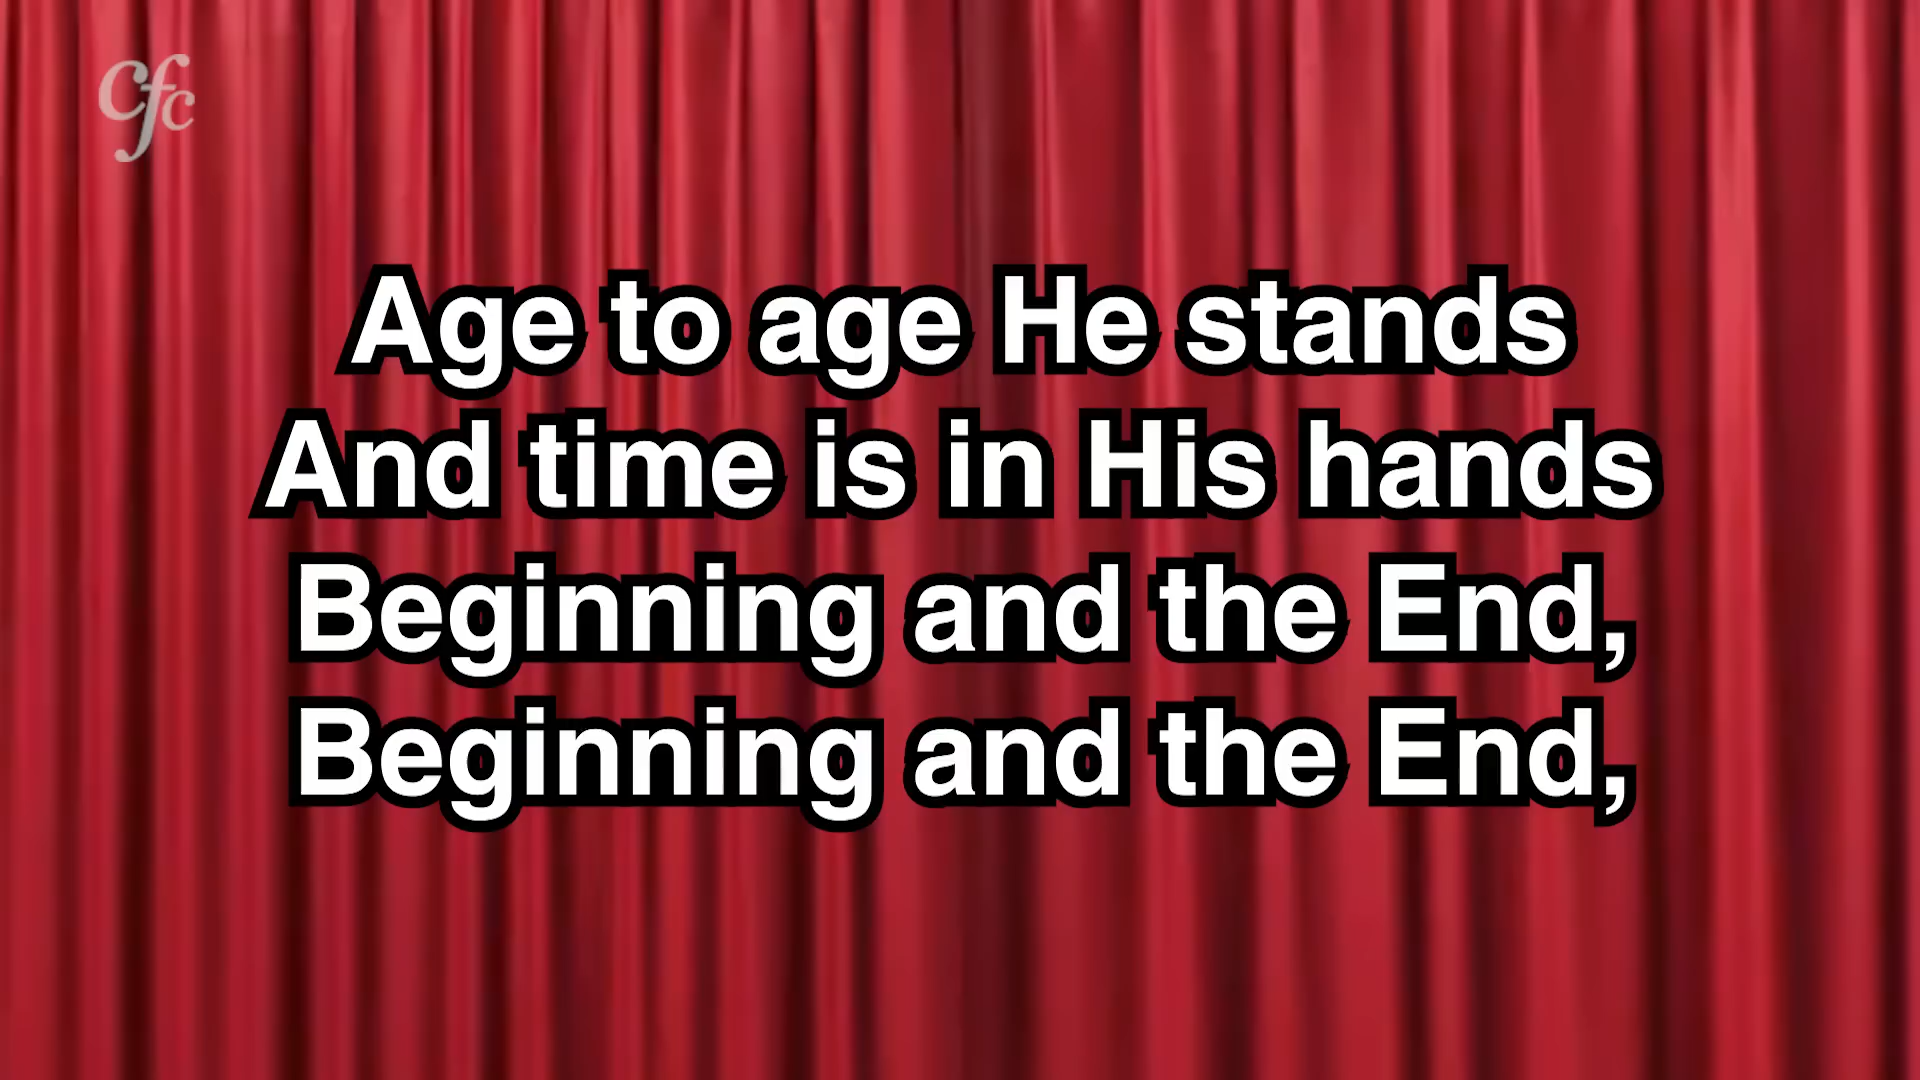 cfc
Age to age He stands
And time is in His hands
Beginning and the End,
Beginning and the End,